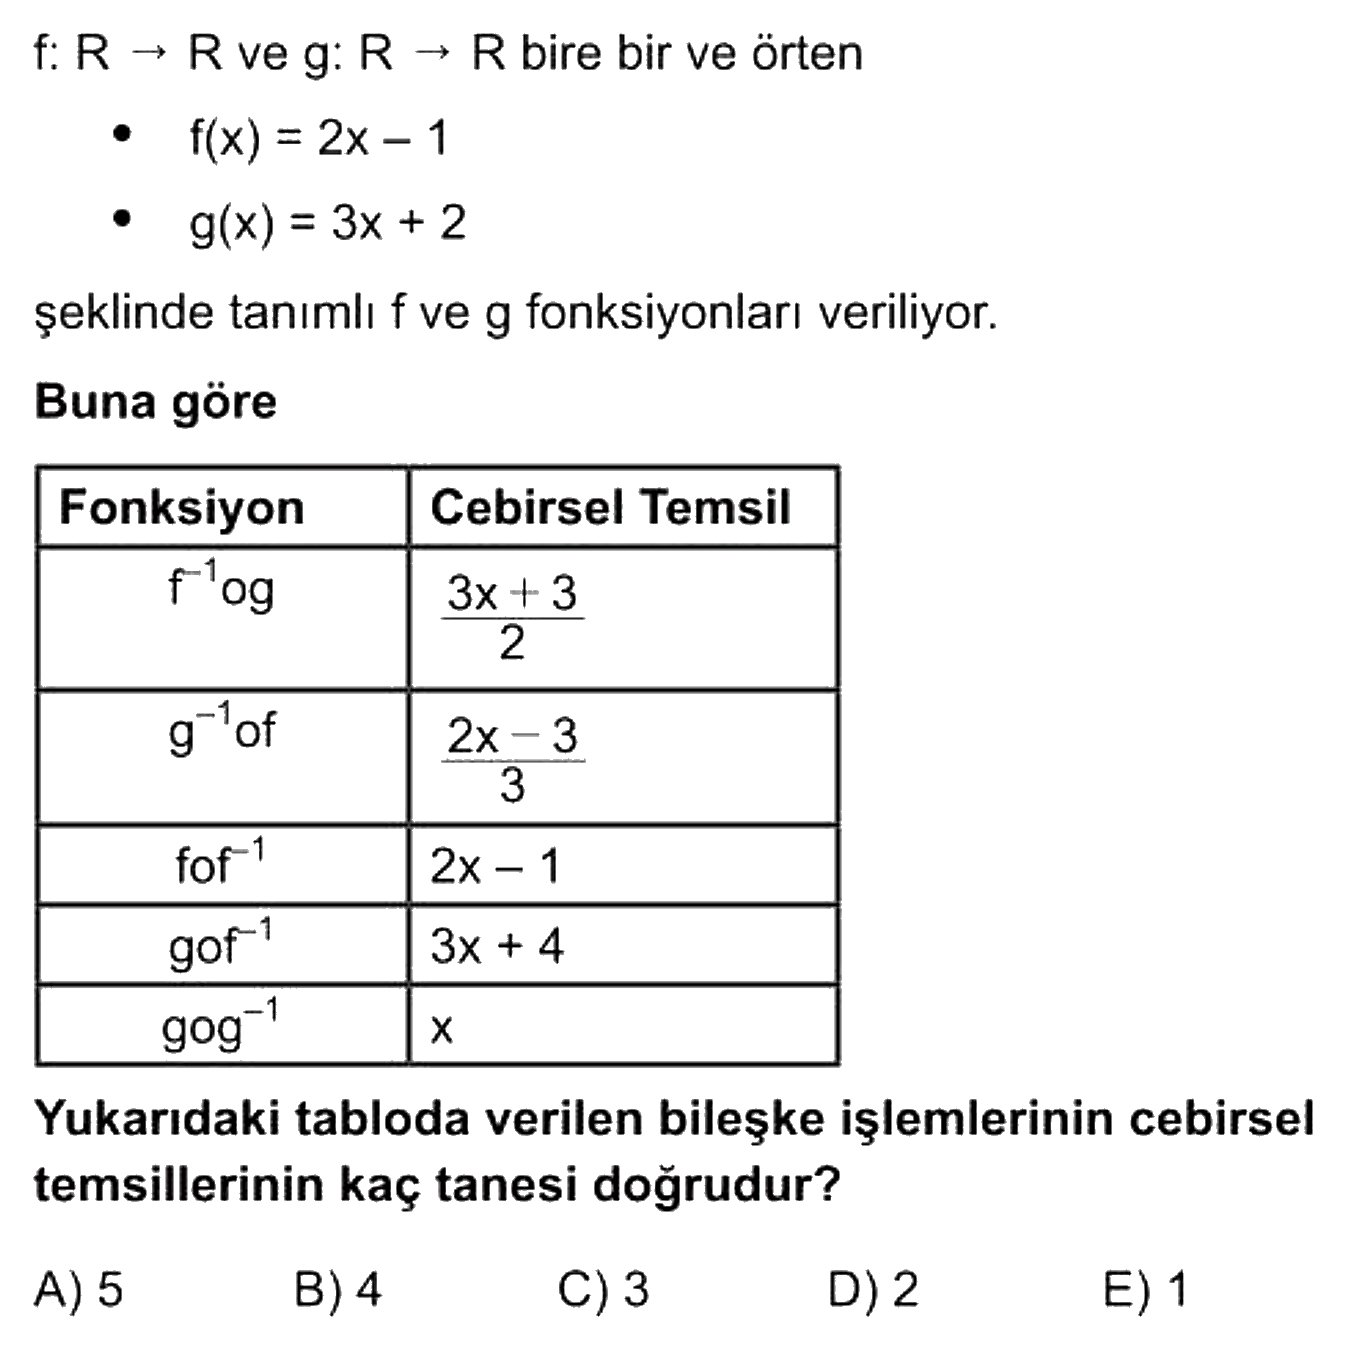 f: R → R ve g: R → R bire bir ve örten
• f(x) = 2x – 1
• g(x) = 3x + 2
şeklinde tanımlı f ve g fonksiyonları veriliyor.
Buna göre
Fonksiyon Cebirsel Temsil
f⁻¹og (3x + 3)/2
g⁻¹of (2x – 3)/3
fof⁻¹ 2x – 1
gof⁻¹ 3x + 4
gog⁻¹ x
Yukarıdaki tabloda verilen bileşke işlemlerinin cebirsel
temsillerinin kaç tanesi doğrudur?
A) 5 B) 4 C) 3 D) 2 E) 1